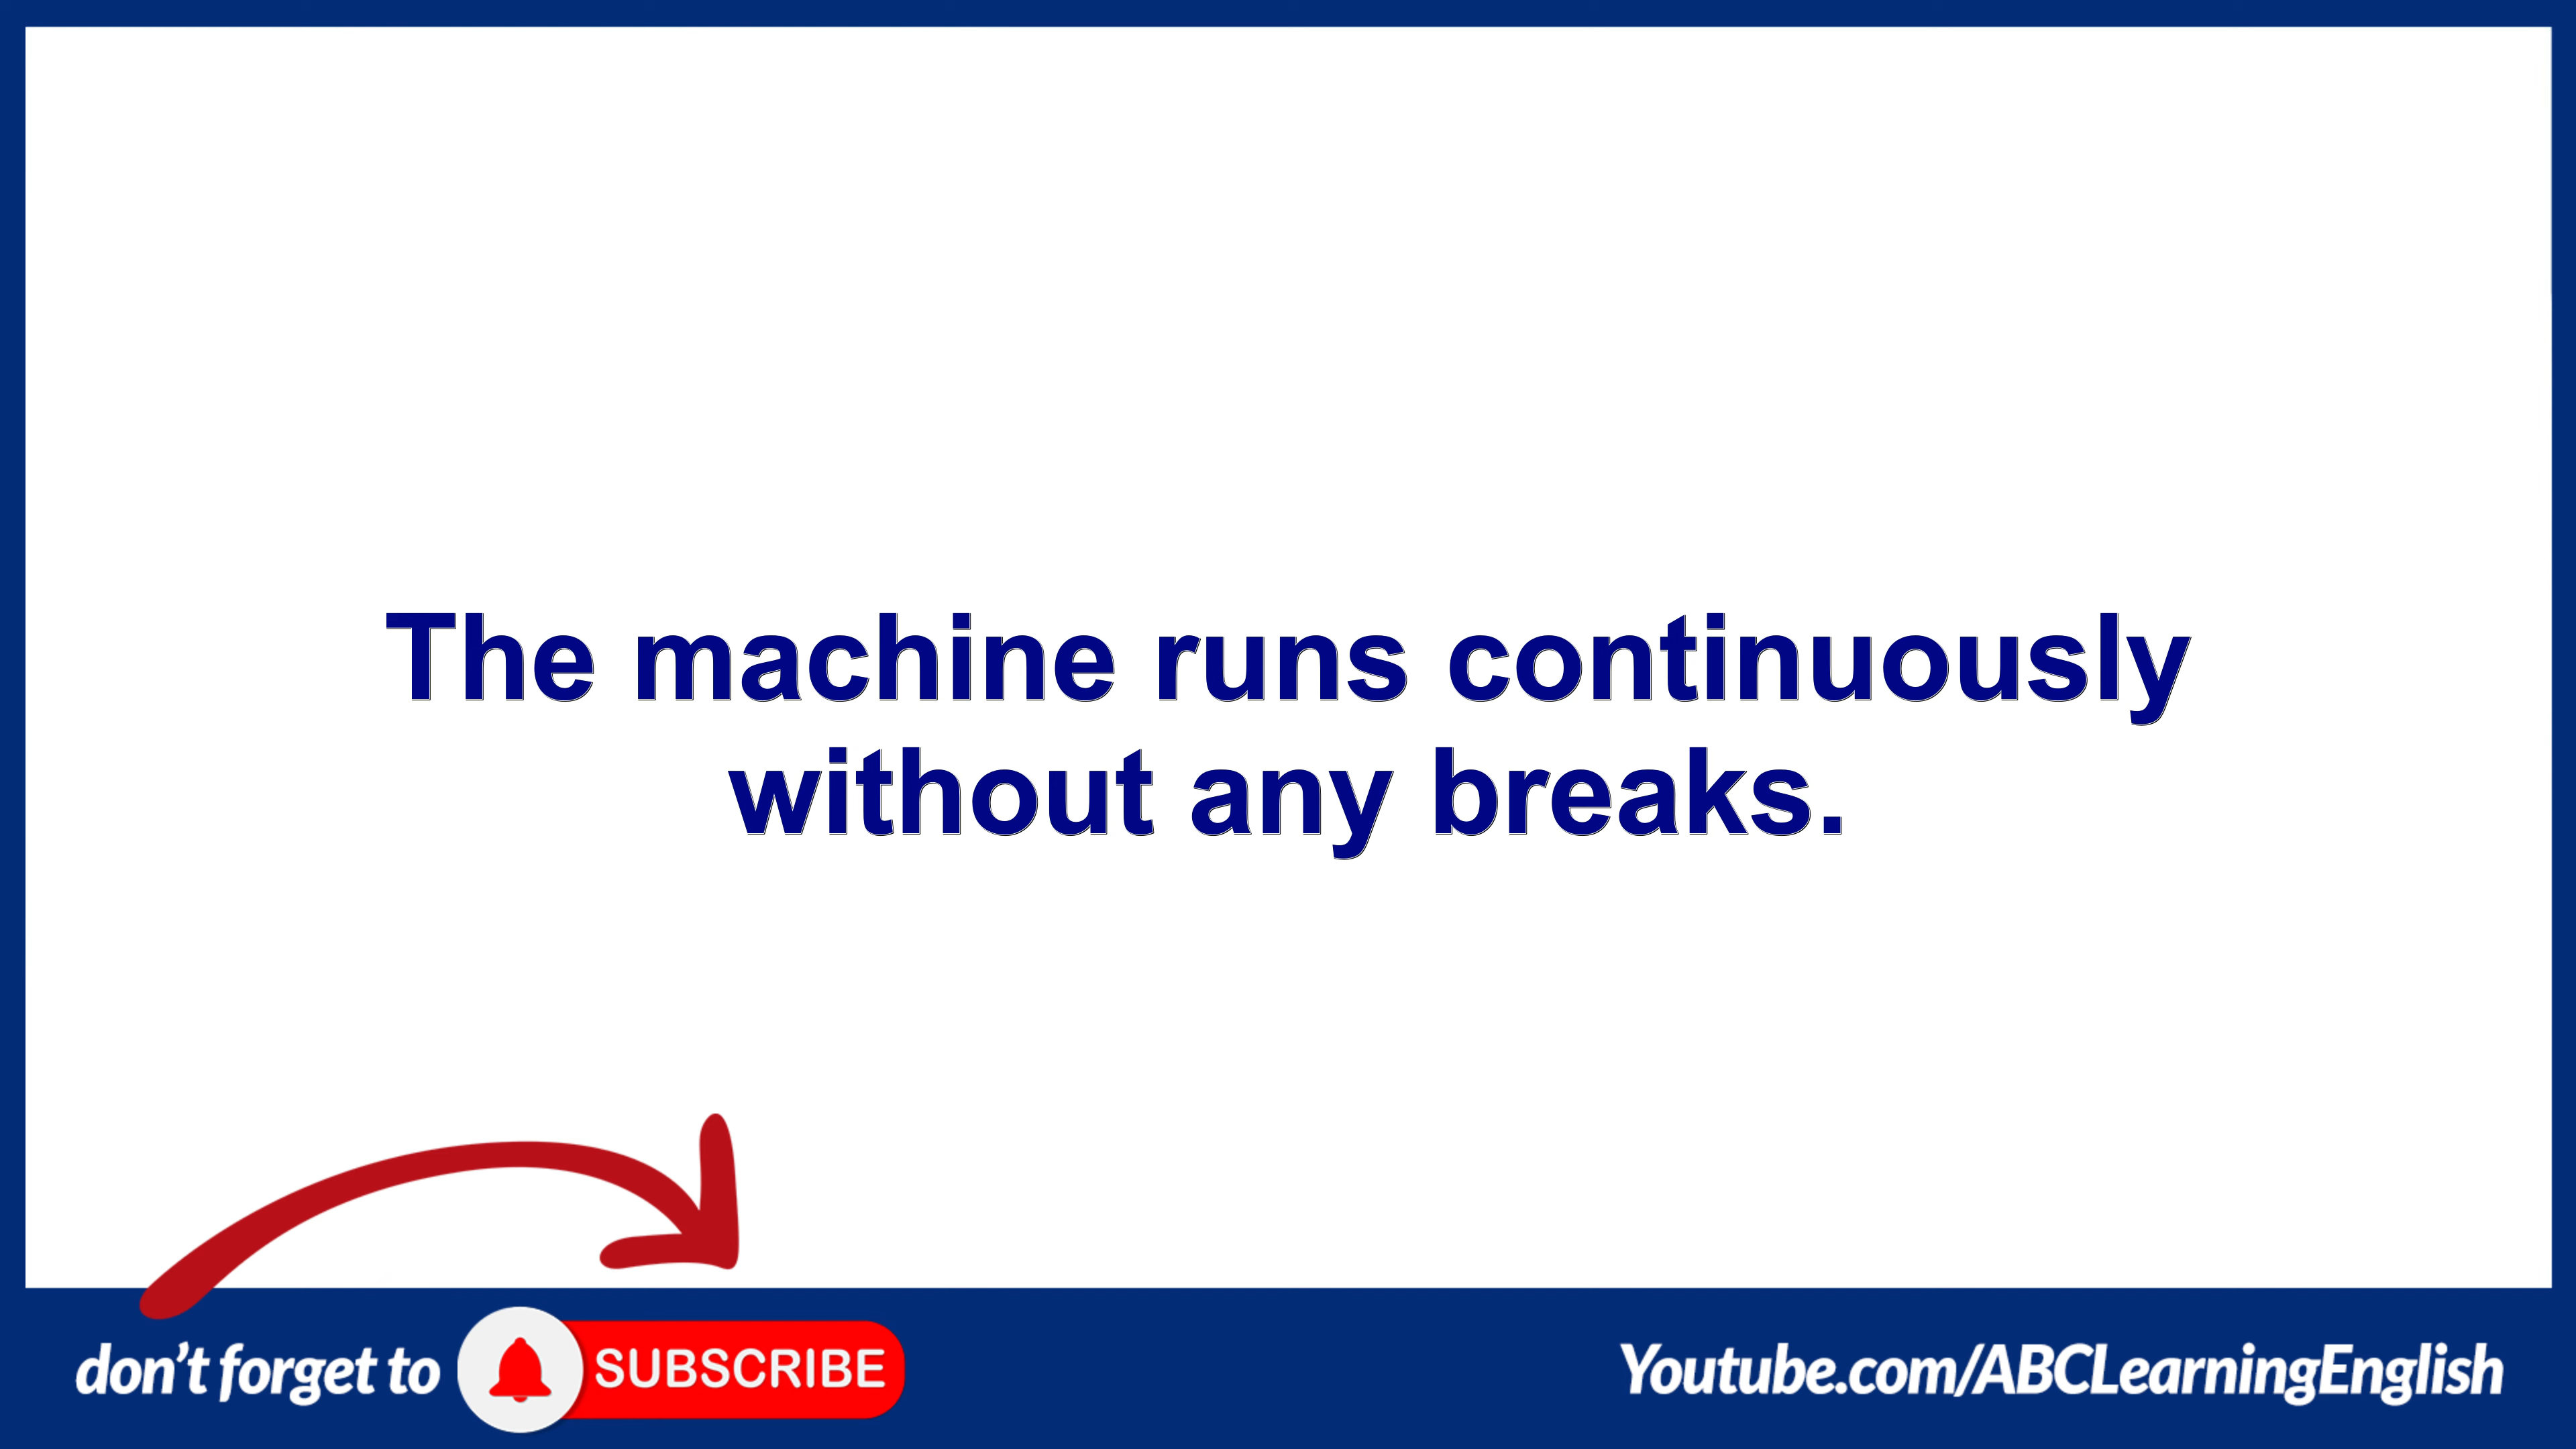 The machine runs continuously
without any breaks.
don't forget to SUBSCRIBE
Youtube.com/ABCLearningEnglish